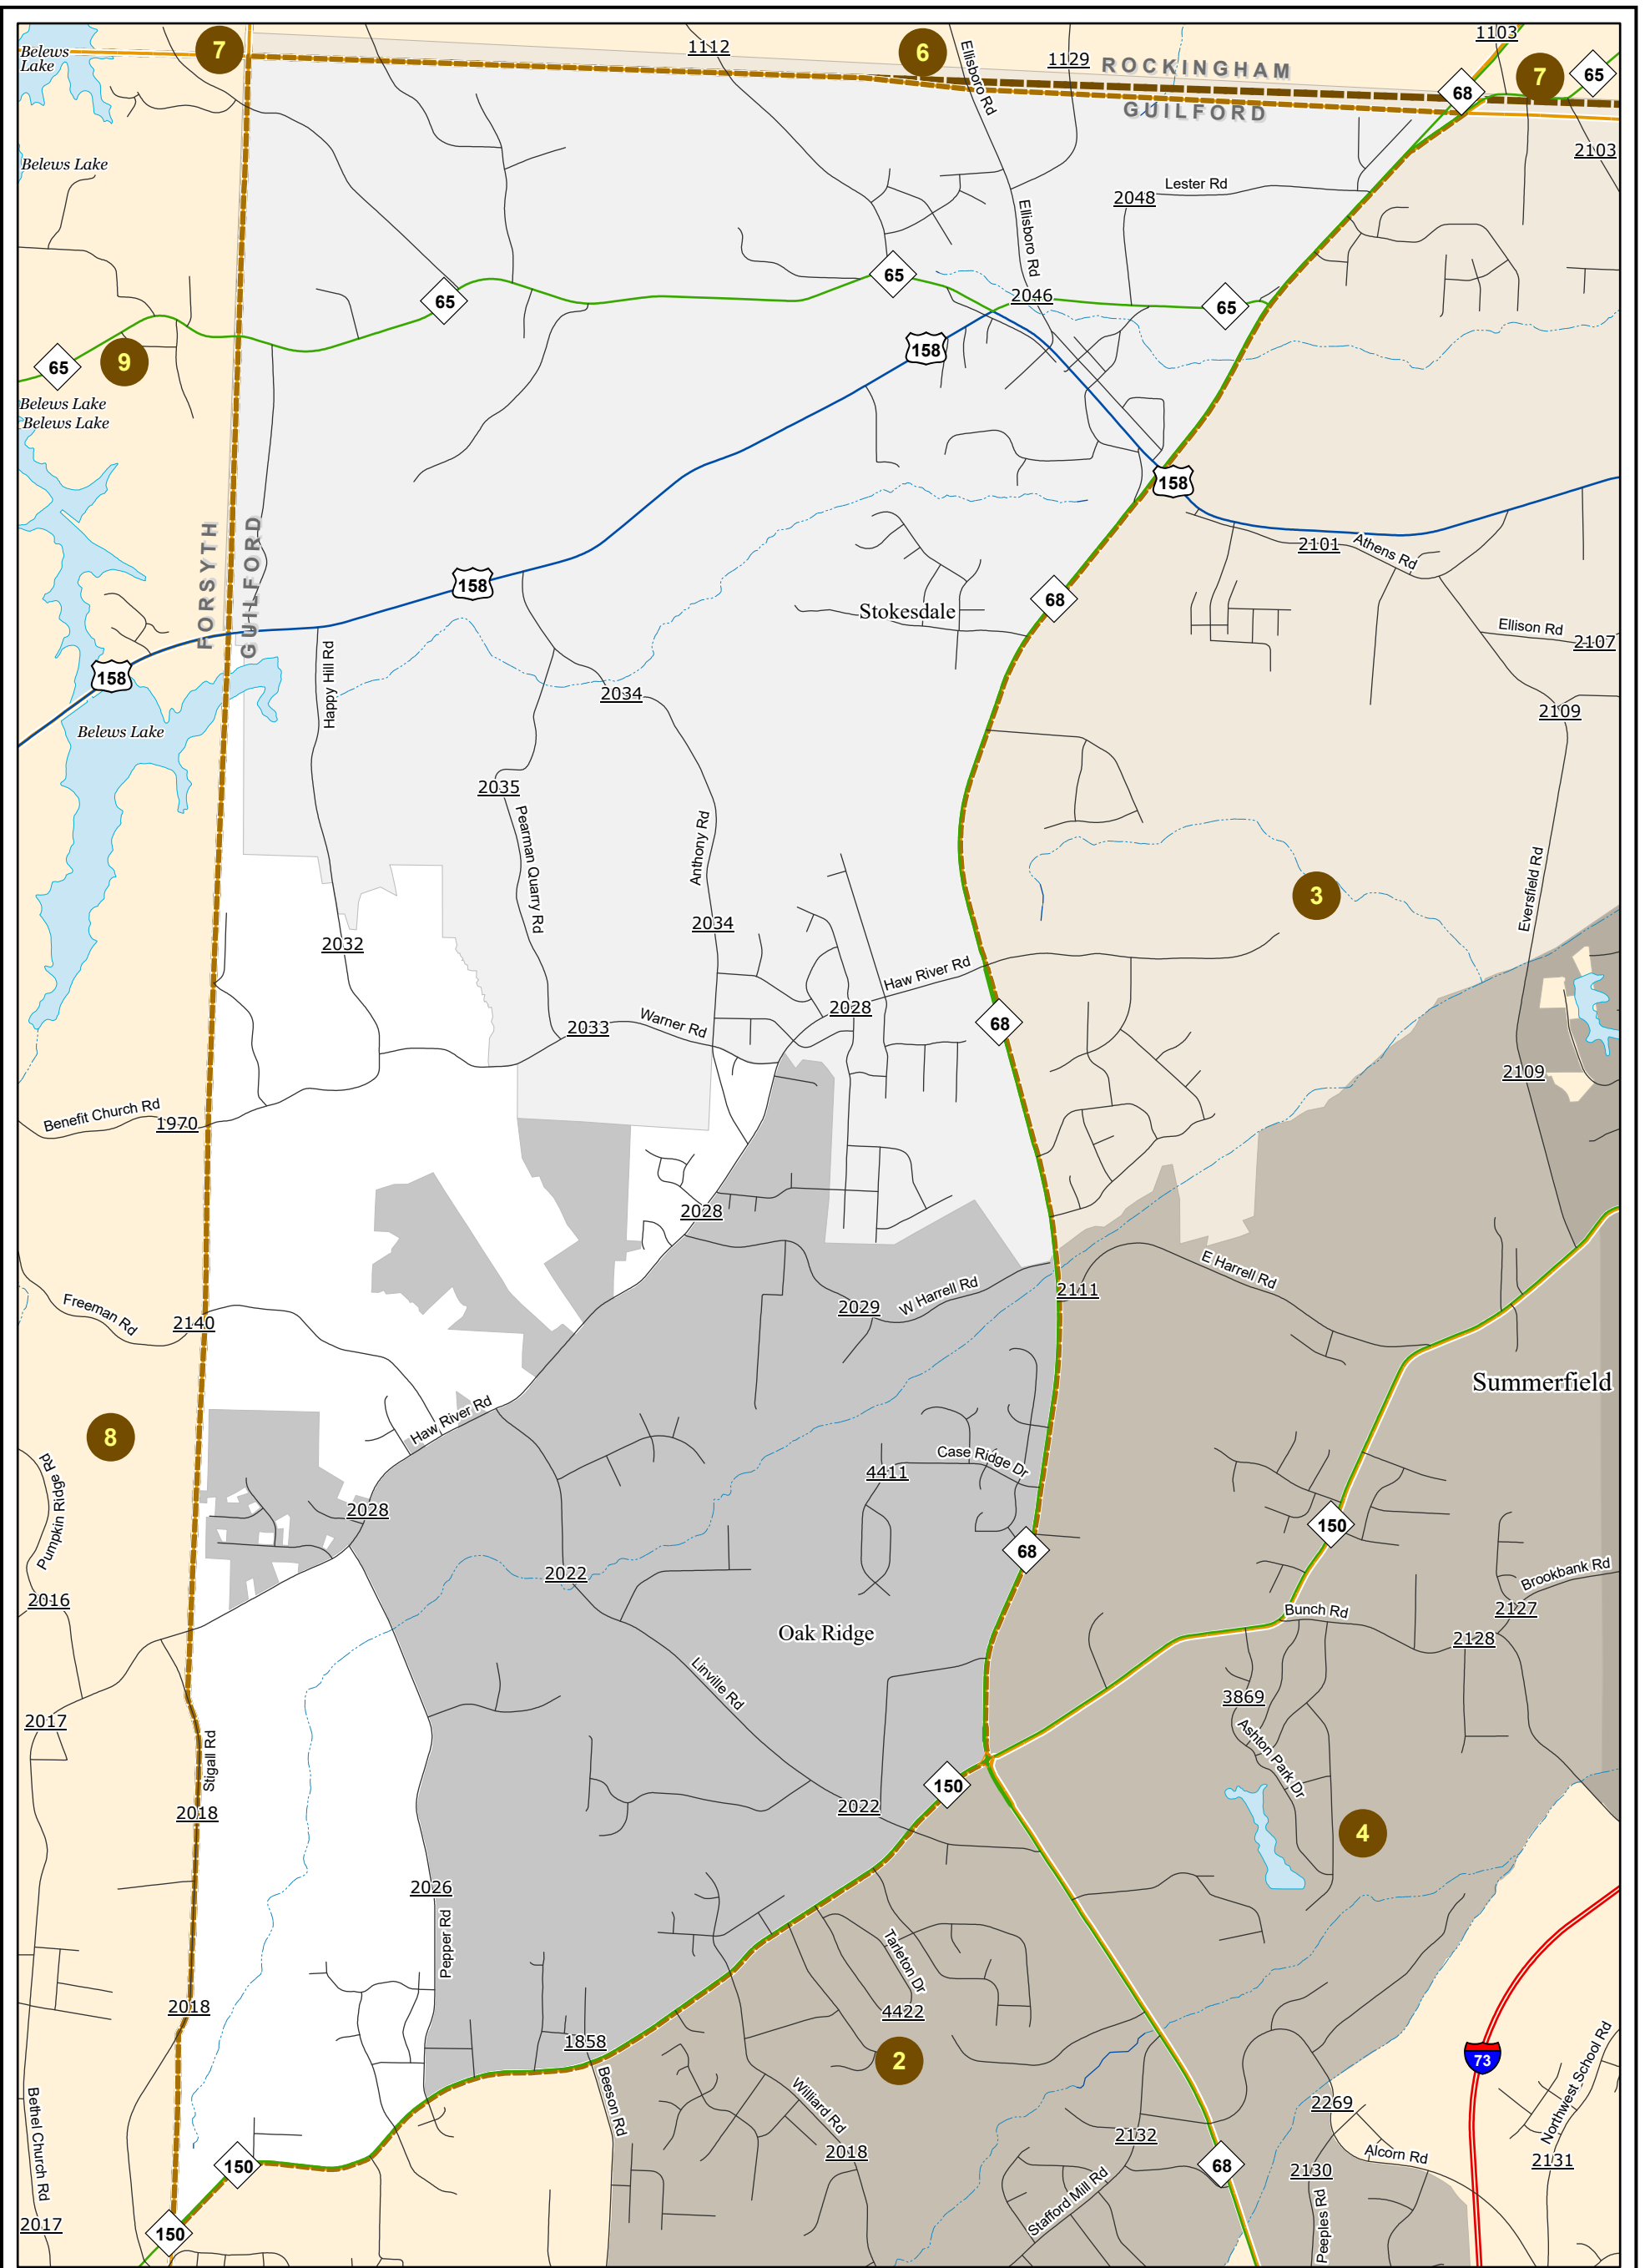 Belews
Lake
7
1112
6
Ellisboro Rd
1129
ROCKINGHAM
GUILFORD
1103
68
7
65
2103
Belews Lake
Lester Rd
2048
Ellisboro Rd
65
65
2046
65
65
9
158
Belews Lake
Belews Lake
158
2101
Athens Rd
FORSYTH
GUILFORD
158
68
Stokesdale
Ellison Rd
2107
158
Happy Hill Rd
2034
2109
Belews Lake
2035
Pearman Quarry Rd
Anthony Rd
3
Eversfield Rd
2034
2032
Haw River Rd
2028
2033
Warner Rd
68
2109
Benefit Church Rd
1970
2028
E Harrell Rd
2111
W Harrell Rd
2029
Freeman Rd
2140
Summerfield
Haw River Rd
8
Case Ridge Dr
4411
Pumpkin Ridge Rd
2028
150
68
2022
2016
Brookbank Rd
2127
Bunch Rd
2128
Oak Ridge
Linville Rd
3869
Ashton Park Dr
2017
Stigall Rd
150
2022
2018
4
2026
Pepper Rd
Tarleton Dr
4422
2018
1858
2
73
Beeson Rd
Williard Rd
2018
Northwest School Rd
2269
2132
Alcorn Rd
2131
2130
68
Bethel Church Rd
150
Stafford Mill Rd
Peeples Rd
2017
150